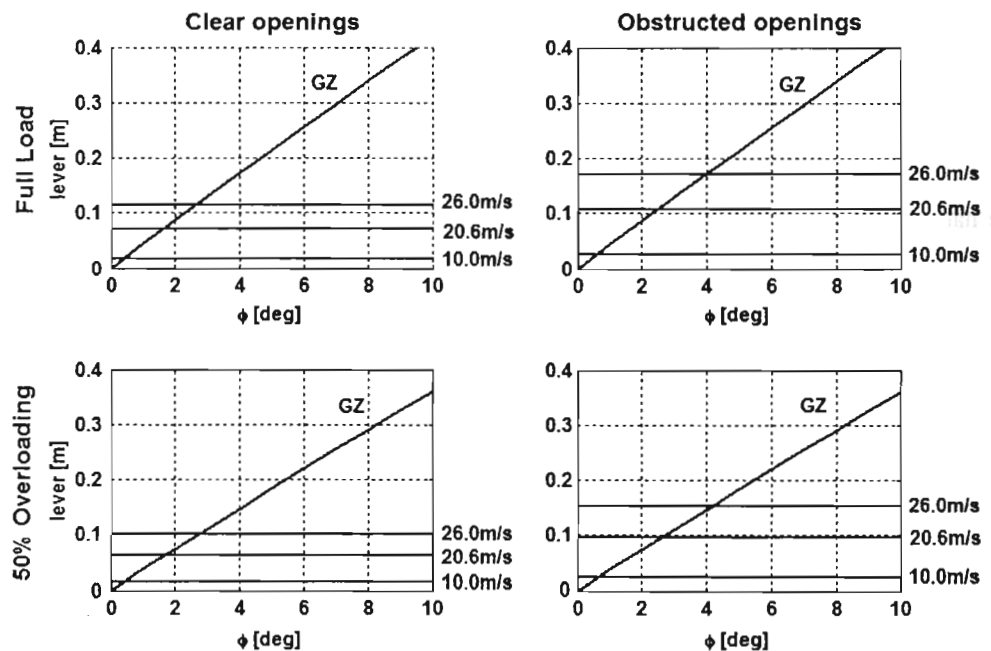 Clear openings
Obstructed openings
Full Load
lever [m]
0.4
0.3
0.2
0.1
0
GZ
26.0m/s
20.6m/s
10.0m/s
0 2 4 6 8 10
ϕ [deg]
0.4
0.3
0.2
0.1
0
GZ
26.0m/s
20.6m/s
10.0m/s
0 2 4 6 8 10
ϕ [deg]
50% Overloading
lever [m]
0.4
0.3
0.2
0.1
0
GZ
26.0m/s
20.6m/s
10.0m/s
0 2 4 6 8 10
ϕ [deg]
0.4
0.3
0.2
0.1
0
GZ
26.0m/s
20.6m/s
10.0m/s
0 2 4 6 8 10
ϕ [deg]